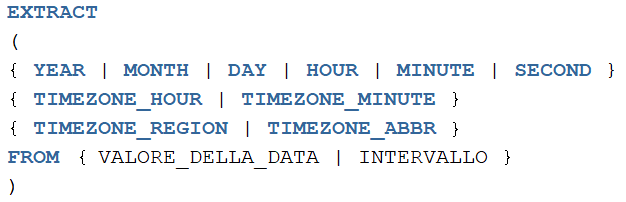 EXTRACT
(
{ YEAR | MONTH | DAY | HOUR | MINUTE | SECOND }
{ TIMEZONE_HOUR | TIMEZONE_MINUTE }
{ TIMEZONE_REGION | TIMEZONE_ABBR }
FROM { VALORE_DELLA_DATA | INTERVALLO }
)